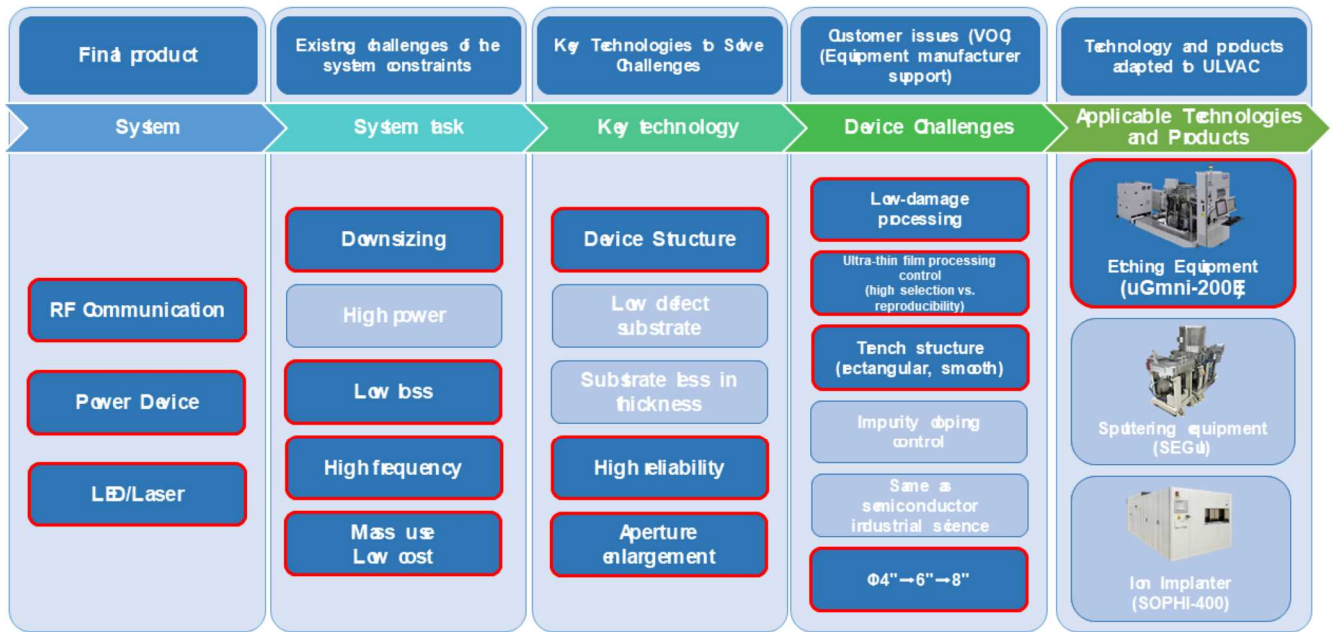 Final product
System
RF Communication
Power Device
LED/Laser
Existng challenges of the
system constraints
System task
Downsizing
High power
Low loss
High frequency
Mass use
Low cost
Key Technologies to Solve
Challenges
Key technology
Device Structure
Low defect
substrate
Substrate less in
thickness
High reliability
Aperture
enlargement
Customer issues (VOC)
(Equipment manufacturer
support)
Device Challenges
Low-damage
processing
Ultra-thin film processing
control
(high selection vs.
reproducibility)
Trench structure
(rectangular, smooth)
Impurity doping
control
Same as
semiconductor
industrial science
Φ4"→6"→8"
Technology and products
adapted to ULVAC
Applicable Technologies
and Products
Etching Equipment
(uGmni-200E)
Sputtering equipment
Ion Implanter
(SOPHI-400)